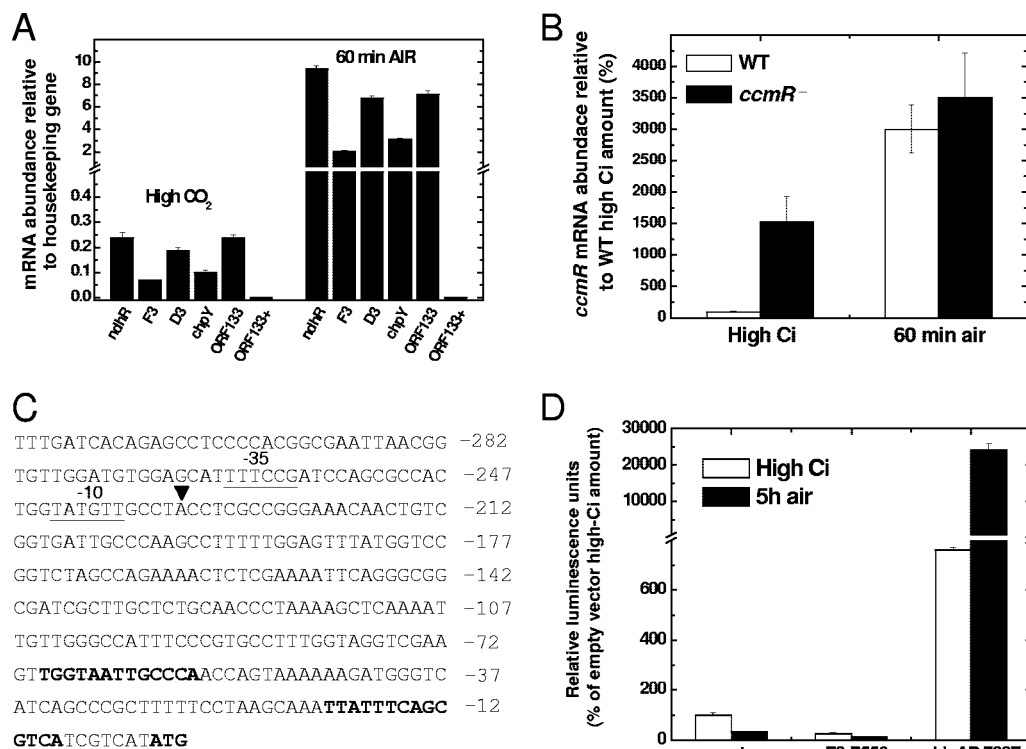 A
mRNA abundance relative
to housekeeping gene
10
8
6
4
2
0.4
0.3
0.2
0.1
0.0
High CO2
60 min AIR
ndhR
F3
D3
chpY
ORF133
ORF133+
ndhR
F3
D3
chpY
ORF133
ORF133+
B
ccmR mRNA abundace relative
to WT high Ci amount (%)
4000
3500
3000
2500
2000
1500
1000
500
0
WT
ccmR–
High Ci
60 min air
C
TTTGATCACAGAGCCTCCCCACGGCGAATTAACGG -282
-35
TGTTGGATGTGGAGCATTTTCCGATCCAGCGCCAC -247
-10
TGGTATGTTGCCTACCTCGCCGGGAAACAACTGTC -212
GGTGATTGCCCAAGCCTTTTTGGAGTTTATGGTCC -177
GGTCTAGCCAGAAAACTCTCGAAAATTCAGGGCGG -142
CGATCGCTTGCTCTGCAACCCTAAAAGCTCAAAAT -107
TGTTGGGCCATTTCCCGTGCCTTTGGTAGGTCGAA -72
GTTGGTAATTGCCCAACCAGTAAAAAAGATGGGTC -37
ATCAGCCCGCTTTTTCCTAAGCAAATTATTTCAGC -12
GTCATCGTCATATG
D
Relative luminescence units
(% of empty vector high-Ci amount)
30000
20000
10000
600
400
200
0
High Ci
5h air